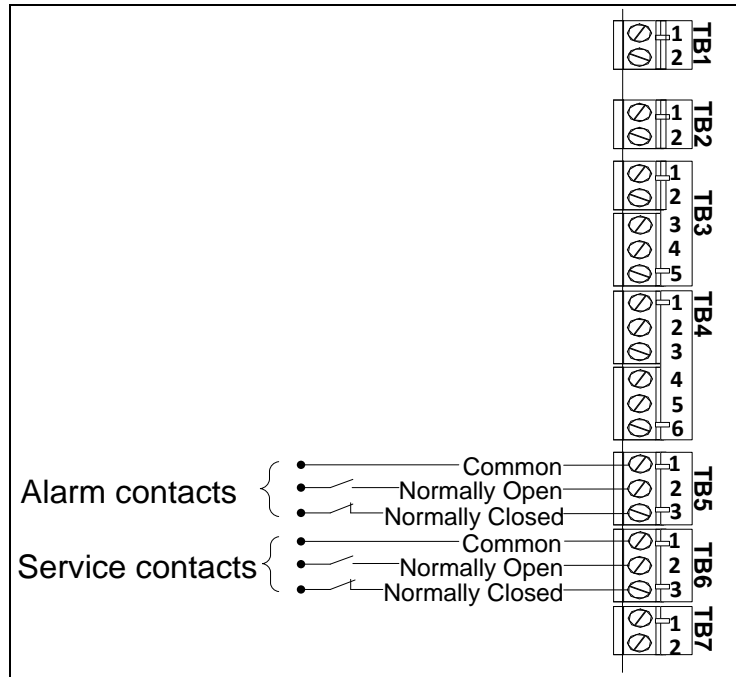 1
2
TB1
1
2
TB2
1
2
3
4
5
TB3
1
2
3
4
5
6
TB4
Alarm contacts
Common 1
Normally Open 2
Normally Closed 3
TB5
Service contacts
Common 1
Normally Open 2
Normally Closed 3
TB6
1
2
TB7